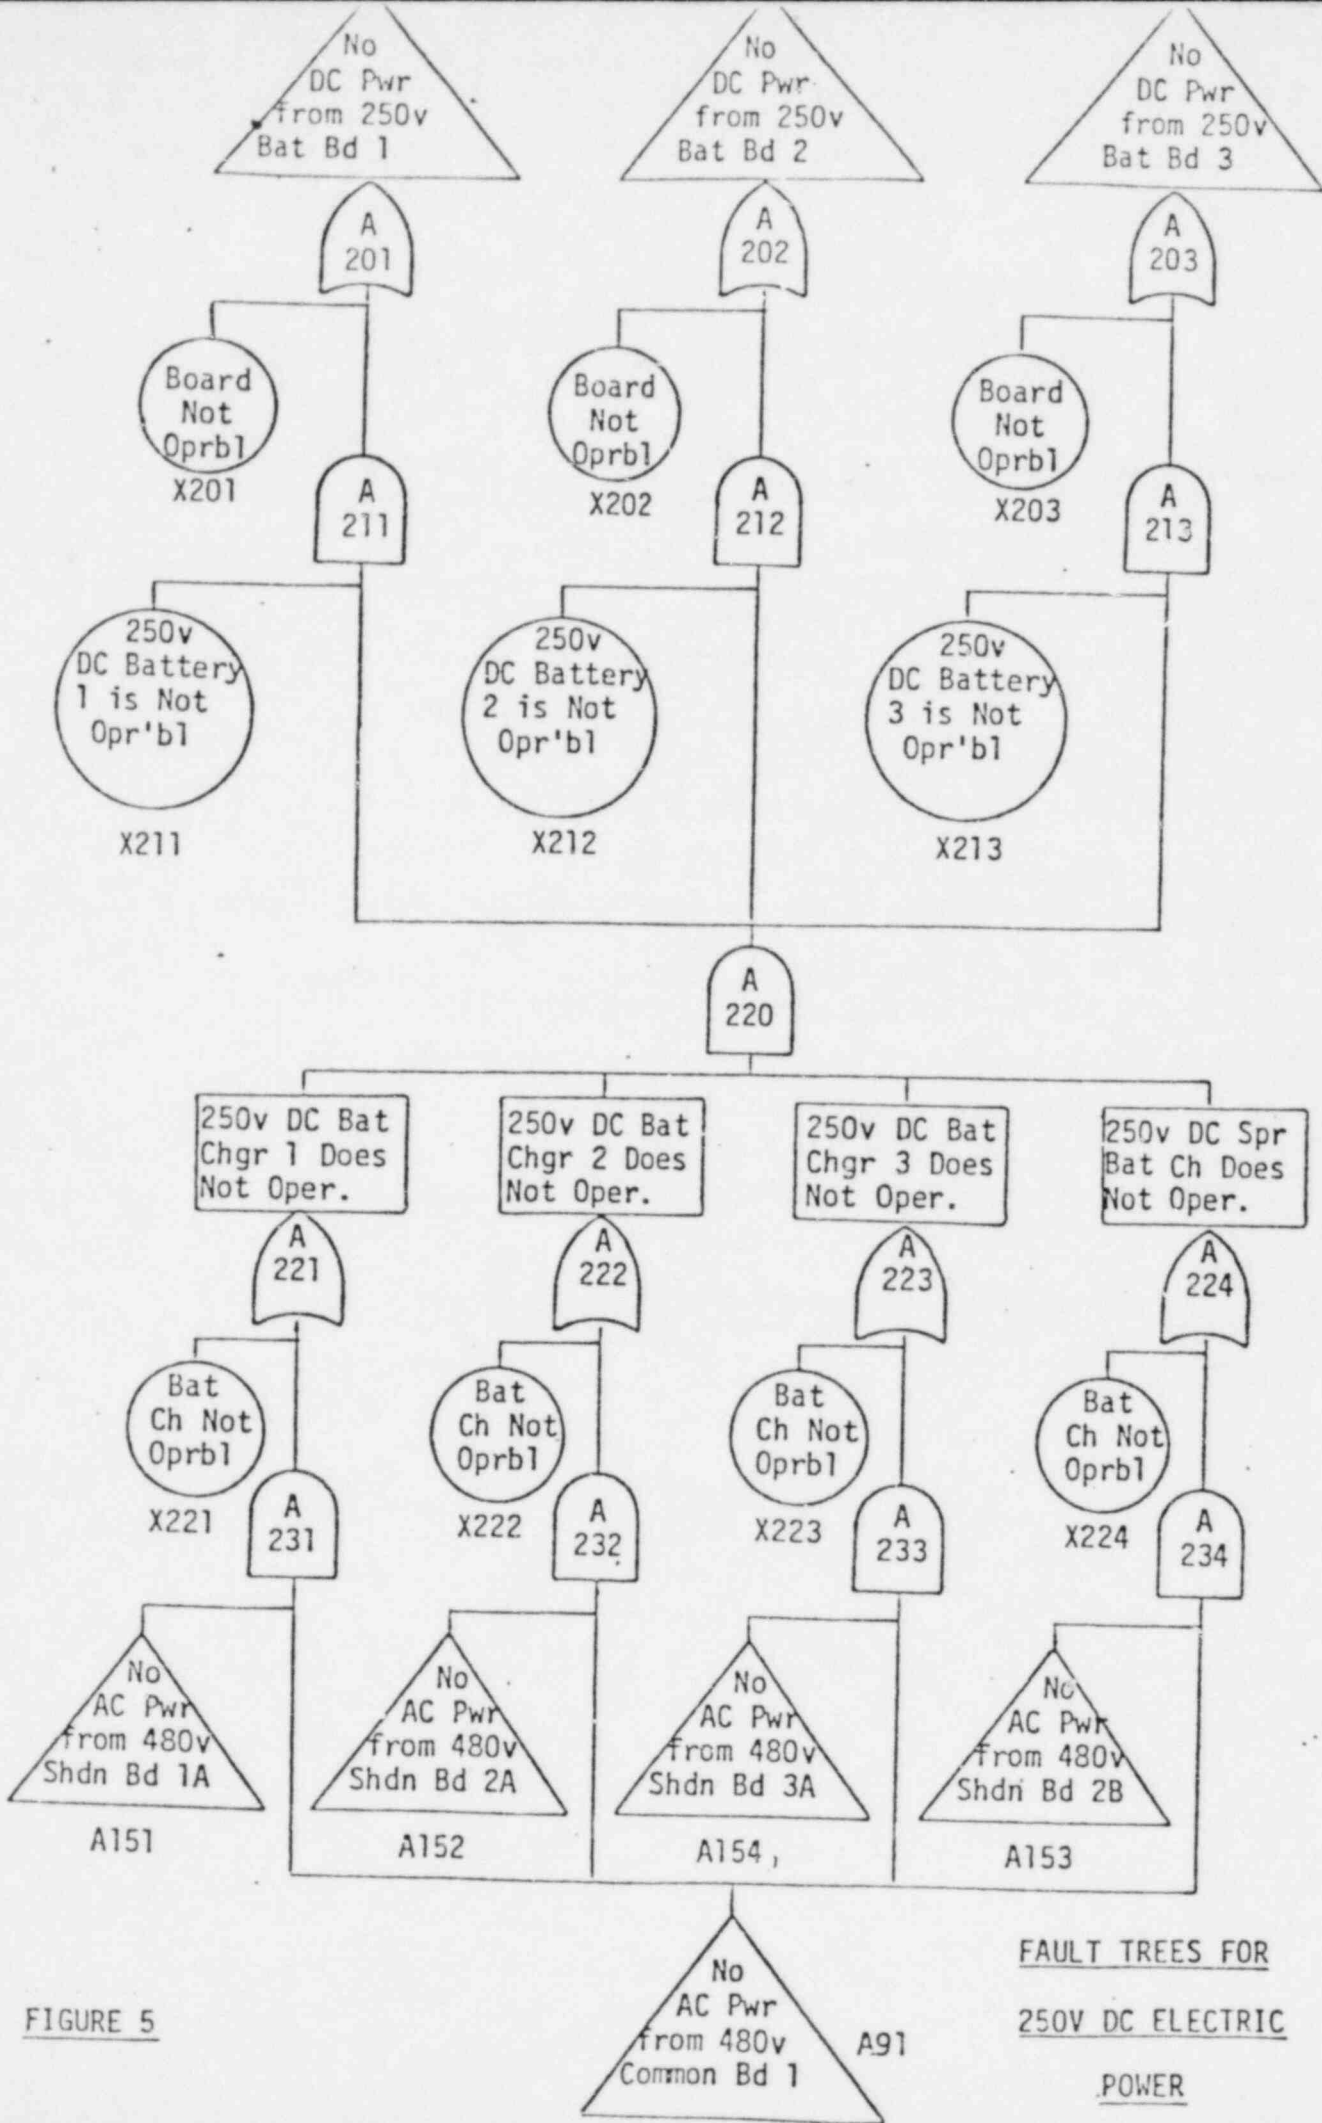 No
DC Pwr
from 250v
Bat Bd 1
No
DC Pwr
from 250v
Bat Bd 2
No
DC Pwr
from 250v
Bat Bd 3
A
201
A
202
A
203
Board
Not
Oprbl
X201
Board
Not
Oprbl
X202
Board
Not
Oprbl
X203
A
211
A
212
A
213
250v
DC Battery
1 is Not
Opr'bl
X211
250v
DC Battery
2 is Not
Opr'bl
X212
250v
DC Battery
3 is Not
Opr'bl
X213
A
220
250v DC Bat
Chgr 1 Does
Not Oper.
250v DC Bat
Chgr 2 Does
Not Oper.
250v DC Bat
Chgr 3 Does
Not Oper.
250v DC Spr
Bat Ch Does
Not Oper.
A
221
A
222
A
223
A
224
Bat
Ch Not
Oprbl
X221
Bat
Ch Not
Oprbl
X222
Bat
Ch Not
Oprbl
X223
Bat
Ch Not
Oprbl
X224
A
231
A
232
A
233
A
234
No
AC Pwr
from 480v
Shdn Bd 1A
A151
No
AC Pwr
from 480v
Shdn Bd 2A
A152
No
AC Pwr
from 480v
Shdn Bd 3A
A154
No
AC Pwr
from 480v
Shdn Bd 2B
A153
No
AC Pwr
from 480v
Common Bd 1
A91
FIGURE 5
FAULT TREES FOR
250V DC ELECTRIC
POWER